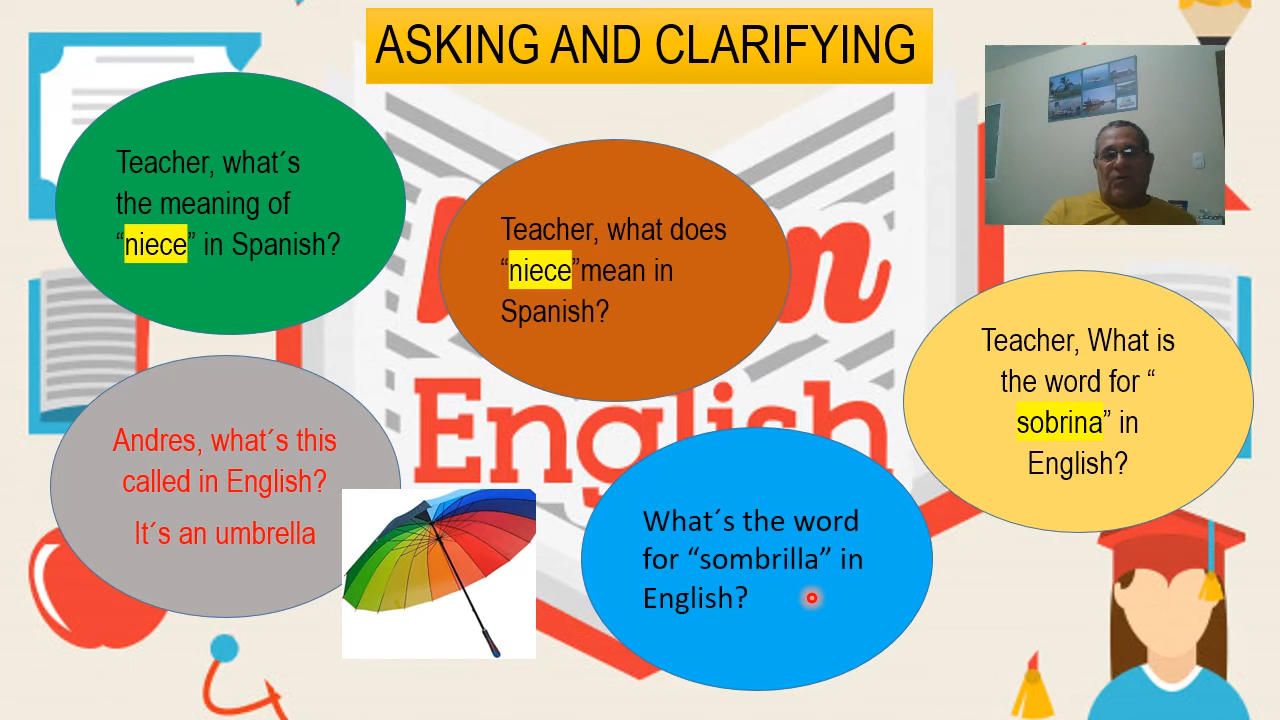 ASKING AND CLARIFYING
Teacher, what´s
the meaning of
“niece” in Spanish?
Teacher, what does
“niece”mean in
Spanish?
Teacher, What is
the word for “
sobrina” in
English?
Andres, what´s this
called in English?
It´s an umbrella
What´s the word
for “sombrilla” in
English?
English